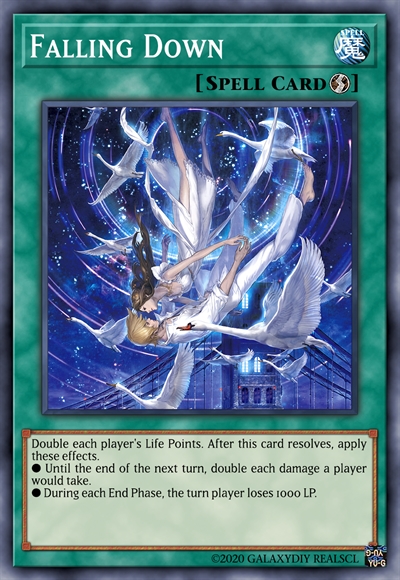 Falling Down
SPELL
魔
[Spell Card]
Double each player's Life Points. After this card resolves, apply
these effects.
● Until the end of the next turn, double each damage a player
would take.
● During each End Phase, the turn player loses 1000 LP.
©2020 GALAXYDIY REALSCL
YU-G